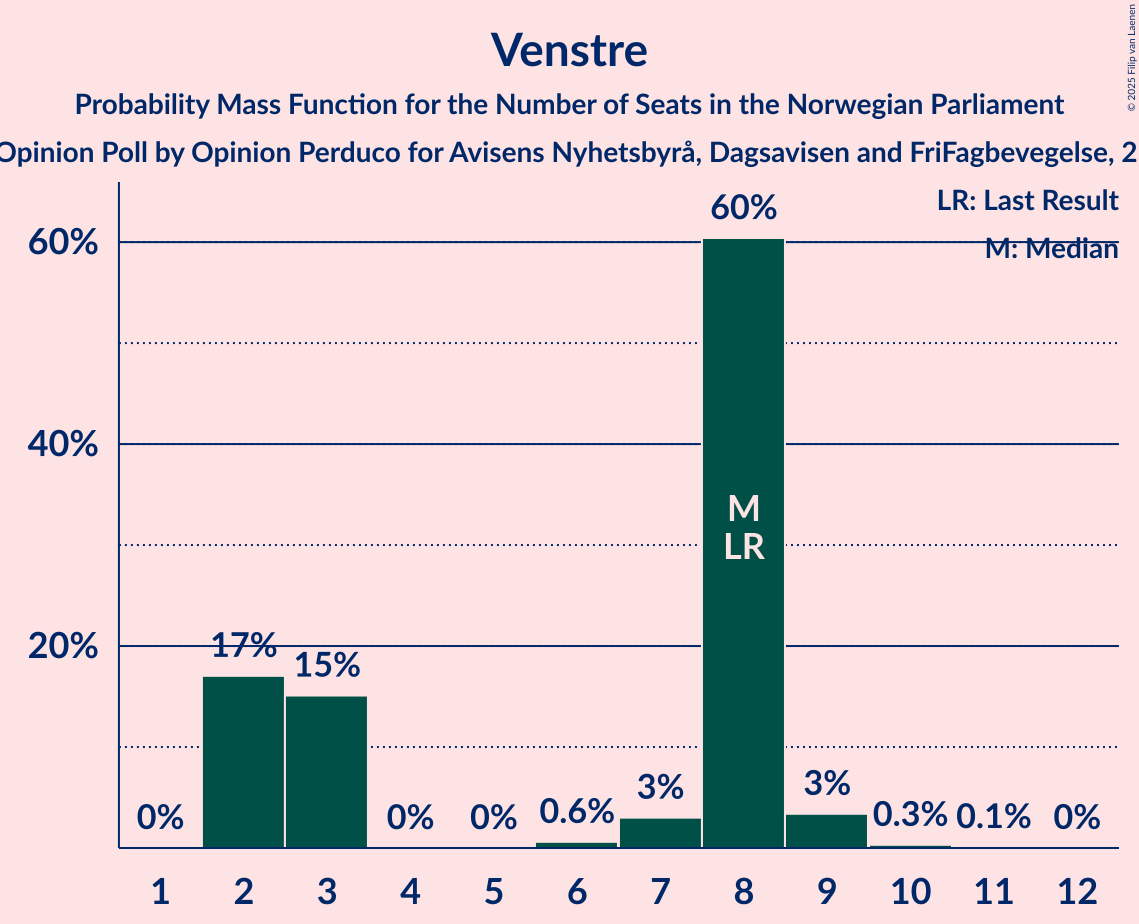 Venstre
Probability Mass Function for the Number of Seats in the Norwegian Parliament
Opinion Poll by Opinion Perduco for Avisens Nyhetsbyrå, Dagsavisen and FriFagbevegelse, 2
© 2025 Filip van Laenen
LR: Last Result
M: Median
60%
40%
20%
0%
17%
15%
0%
0%
0.6%
3%
60%
3%
0.3%
0.1%
0%
M
LR
1 2 3 4 5 6 7 8 9 10 11 12